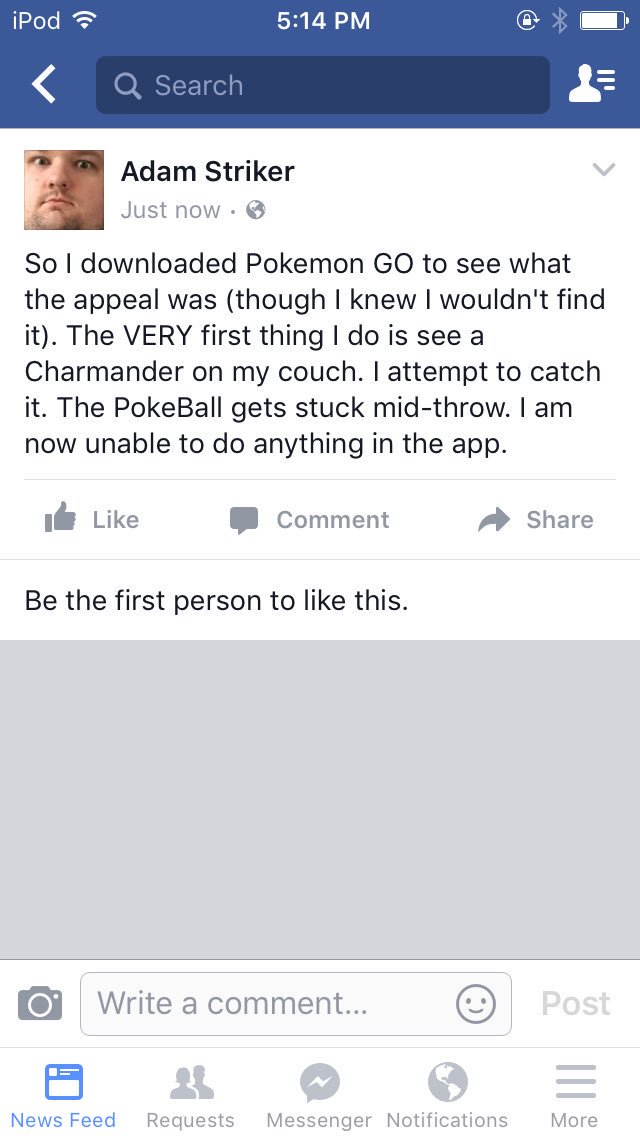 iPod 5:14 PM
Search
Adam Striker
Just now ·
So I downloaded Pokemon GO to see what
the appeal was (though I knew I wouldn't find
it). The VERY first thing I do is see a
Charmander on my couch. I attempt to catch
it. The PokeBall gets stuck mid-throw. I am
now unable to do anything in the app.
Like Comment Share
Be the first person to like this.
Write a comment... Post
News Feed Requests Messenger Notifications More